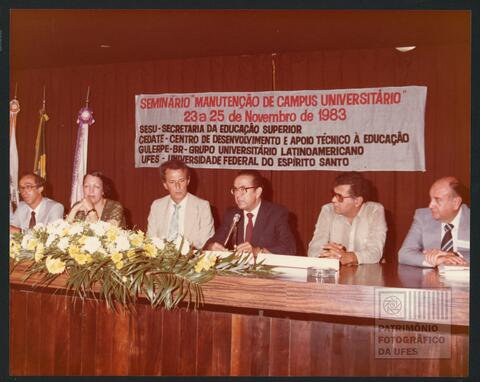 SEMINÁRIO "MANUTENÇÃO DE CAMPUS UNIVERSITÁRIO"
23 a 25 de Novembro de 1983
SESU - SECRETARIA DA EDUCAÇÃO SUPERIOR
CEDATE - CENTRO DE DESENVOLVIMENTO E APOIO TÉCNICO À EDUCAÇÃO
GULERPE-BR - GRUPO UNIVERSITÁRIO LATINOAMERICANO
UFES - UNIVERSIDADE FEDERAL DO ESPÍRITO SANTO
PATRIMÔNIO
FOTOGRÁFICO
DA UFES